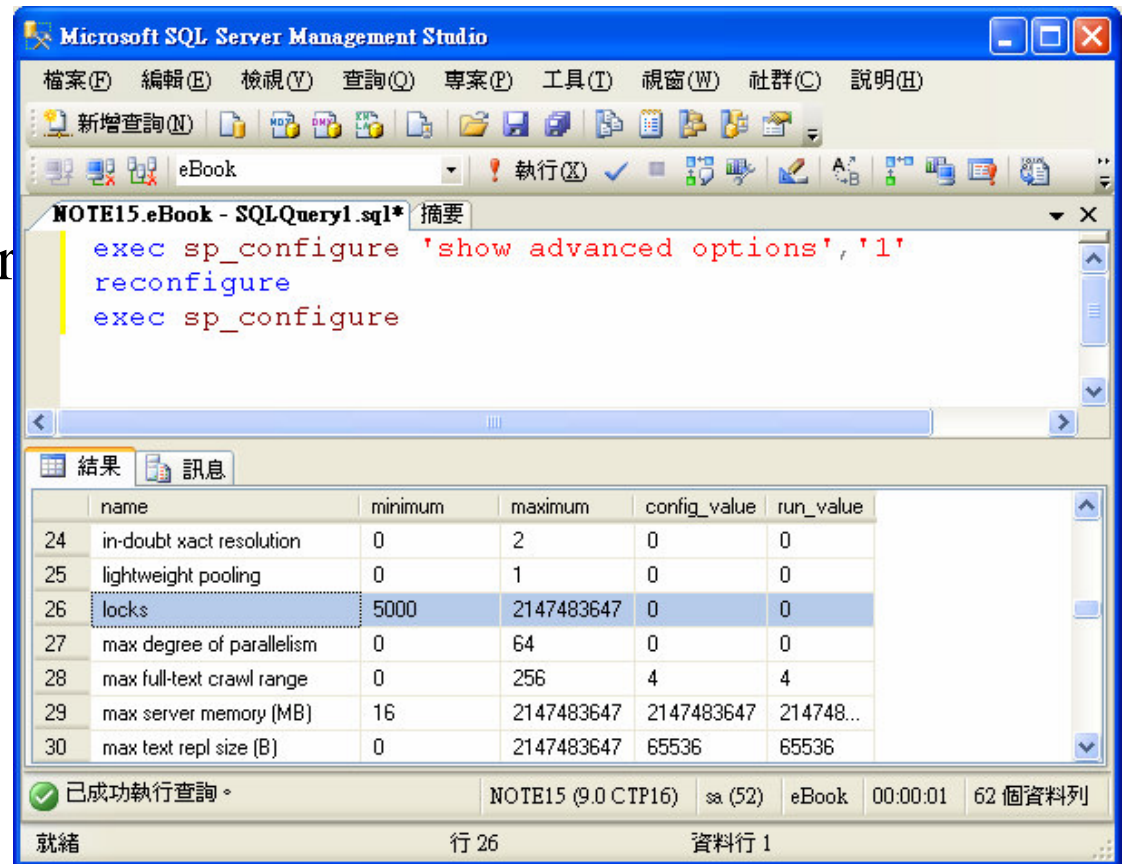 Microsoft SQL Server Management Studio
檔案(F) 編輯(E) 檢視(V) 查詢(Q) 專案(P) 工具(T) 視窗(W) 社群(C) 說明(H)
新增查詢(N)
eBook 執行(X)
NOTE15.eBook - SQLQuery1.sql* 摘要
exec sp_configure 'show advanced options','1'
reconfigure
exec sp_configure
結果 訊息
name minimum maximum config_value run_value
24 in-doubt xact resolution 0 2 0 0
25 lightweight pooling 0 1 0 0
26 locks 5000 2147483647 0 0
27 max degree of parallelism 0 64 0 0
28 max full-text crawl range 0 256 4 4
29 max server memory (MB) 16 2147483647 2147483647 214748...
30 max text repl size (B) 0 2147483647 65536 65536
已成功執行查詢。 NOTE15 (9.0 CTP16) sa (52) eBook 00:00:01 62 個資料列
就緒 行 26 資料行 1